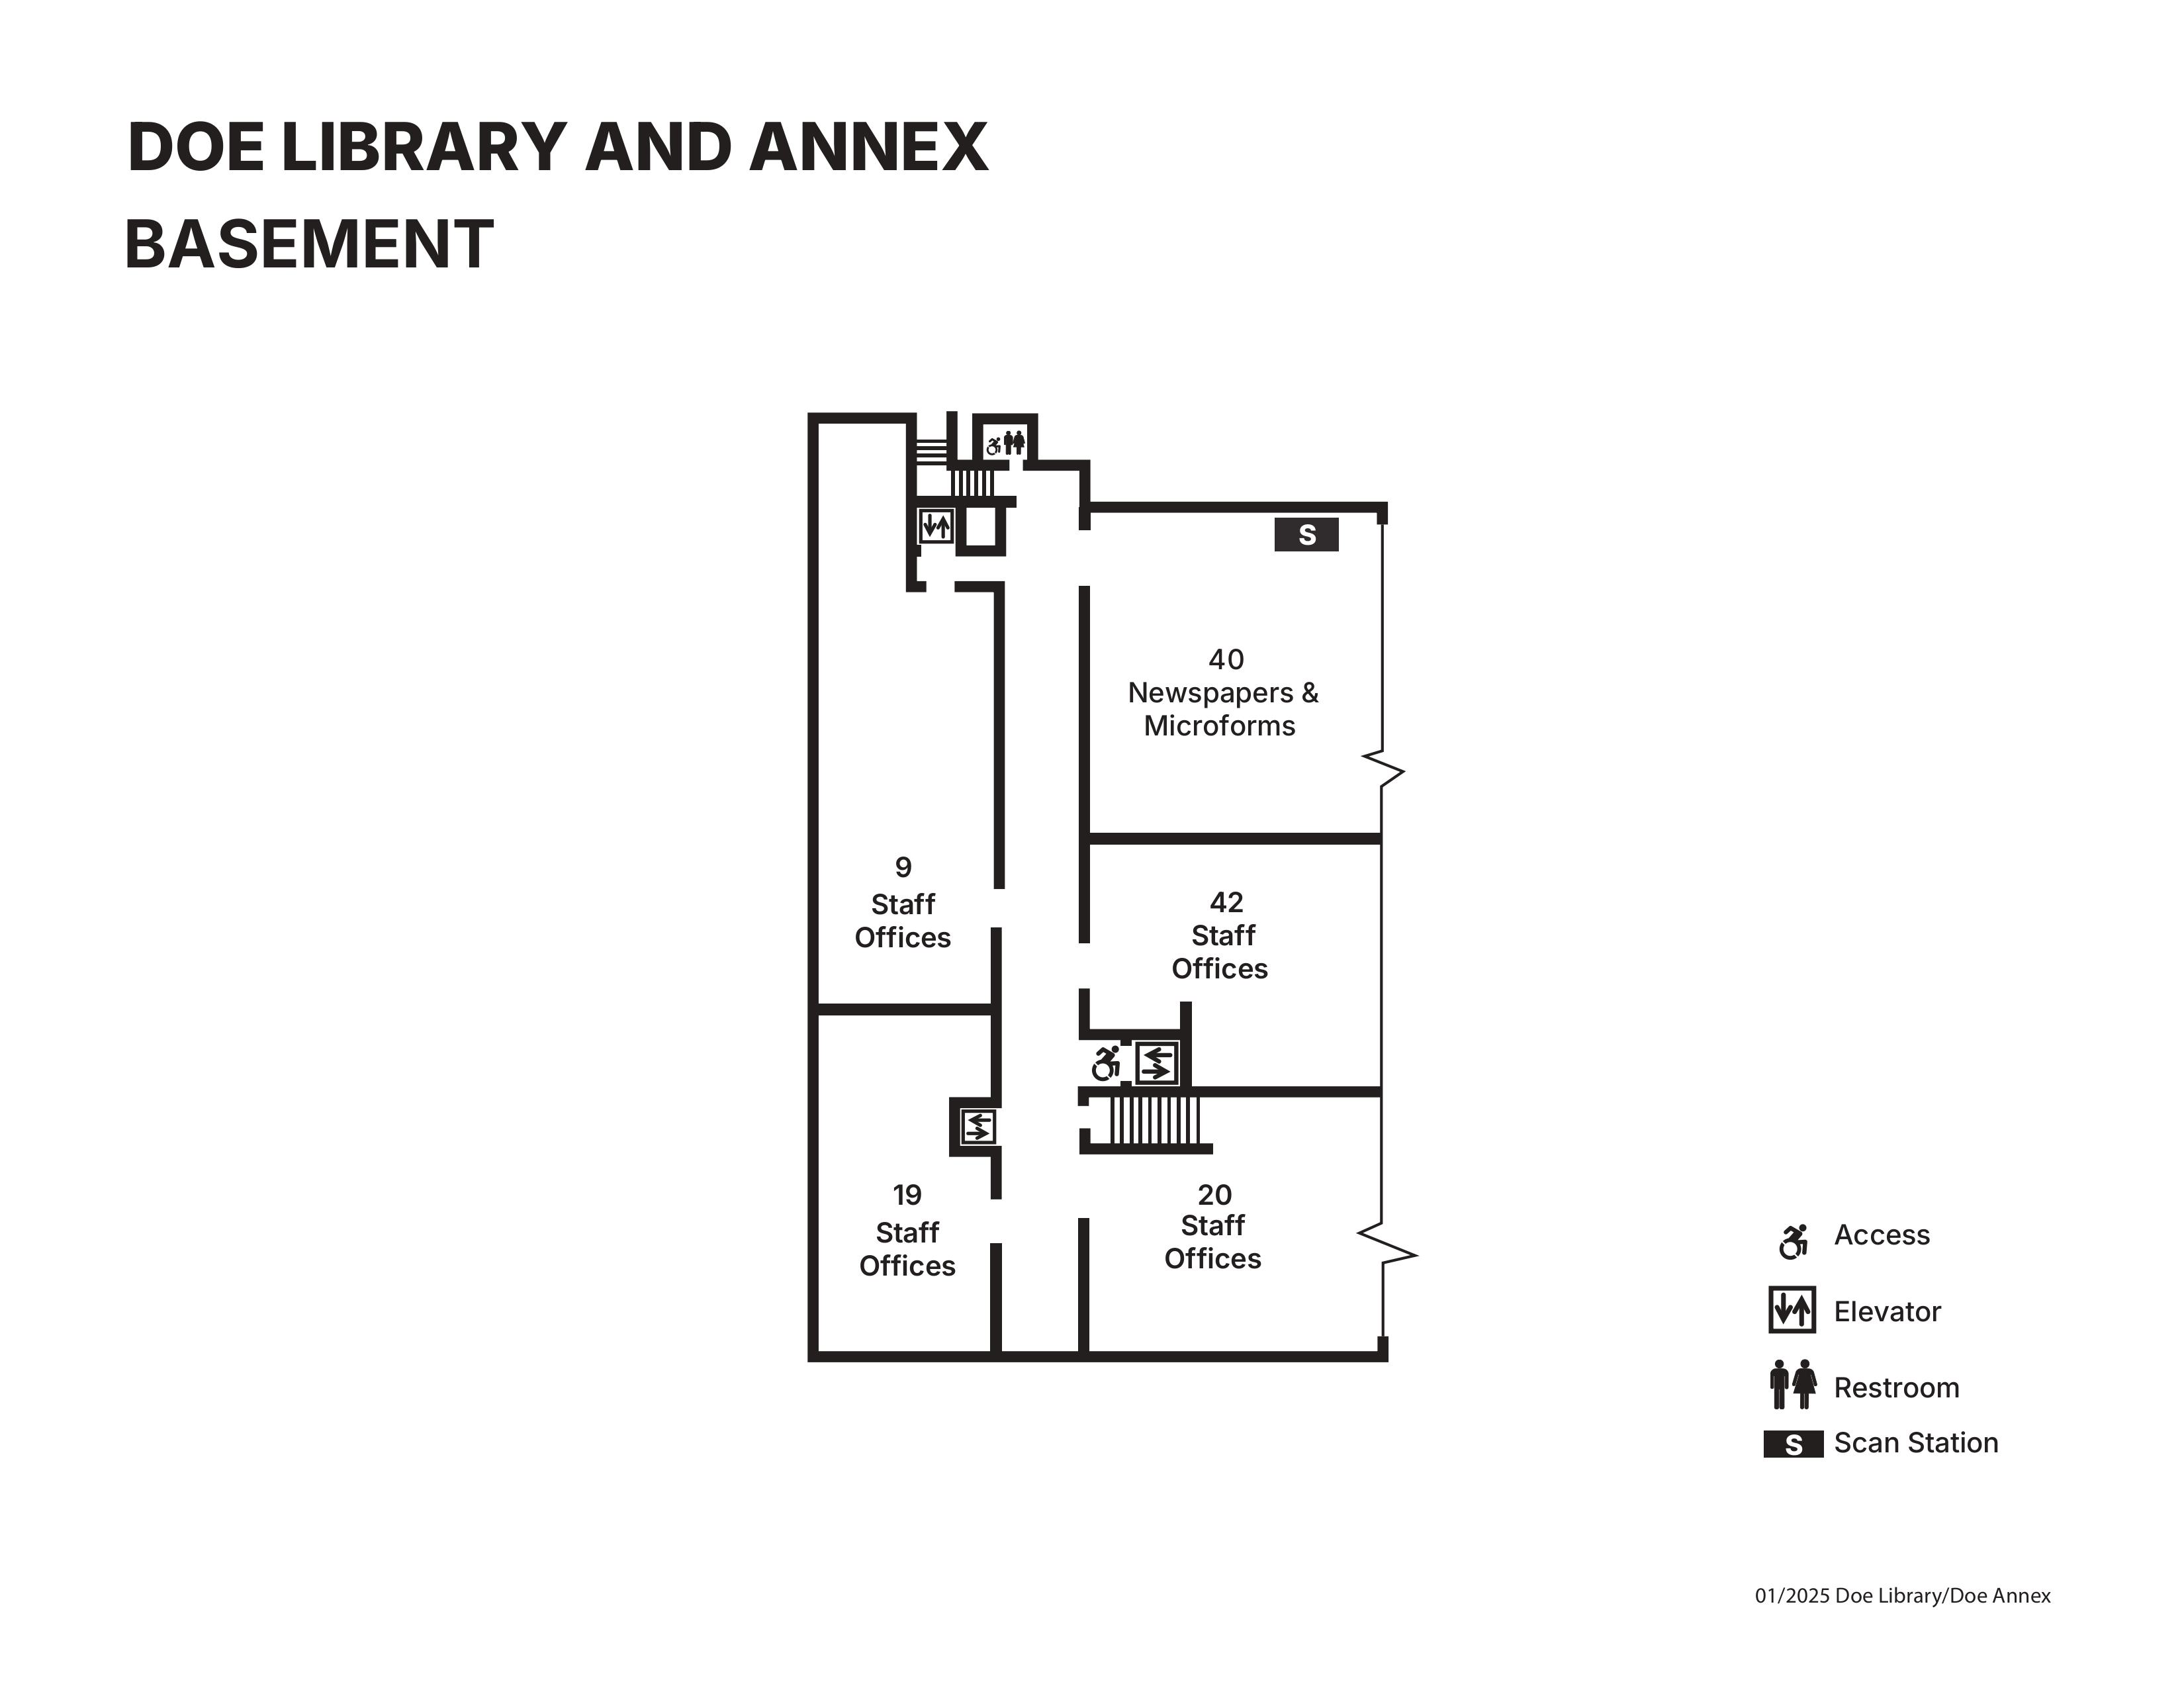 DOE LIBRARY AND ANNEX
BASEMENT
S
40
Newspapers &
Microforms
9
Staff
Offices
42
Staff
Offices
19
Staff
Offices
20
Staff
Offices
Access
Elevator
Restroom
S Scan Station
01/2025 Doe Library/Doe Annex